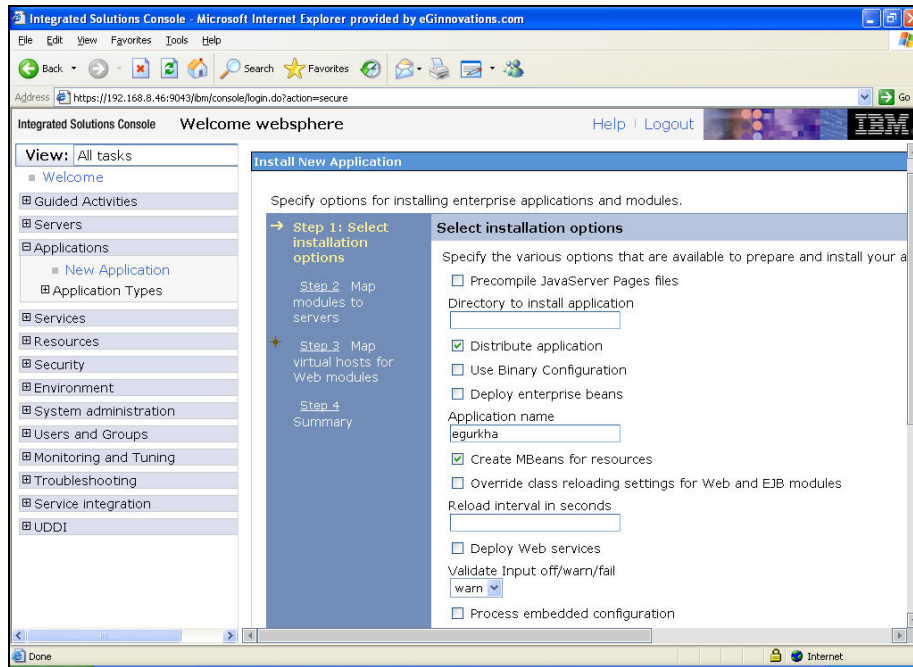 Integrated Solutions Console - Microsoft Internet Explorer provided by eGinnovations.com
File Edit View Favorites Tools Help
Back Search Favorites
Address https://192.168.8.46:9043/ibm/console/login.do?action=secure Go
Integrated Solutions Console Welcome websphere Help Logout IBM
View: All tasks
Welcome
Guided Activities
Servers
Applications
New Application
Application Types
Services
Resources
Security
Environment
System administration
Users and Groups
Monitoring and Tuning
Troubleshooting
Service integration
UDDI
Install New Application
Specify options for installing enterprise applications and modules.
Step 1: Select
installation
options
Step 2 Map
modules to
servers
Step 3 Map
virtual hosts for
Web modules
Step 4
Summary
Select installation options
Specify the various options that are available to prepare and install your a
Precompile JavaServer Pages files
Directory to install application
Distribute application
Use Binary Configuration
Deploy enterprise beans
Application name
egurkha
Create MBeans for resources
Override class reloading settings for Web and EJB modules
Reload interval in seconds
Deploy Web services
Validate Input off/warn/fail
warn
Process embedded configuration
Done Internet